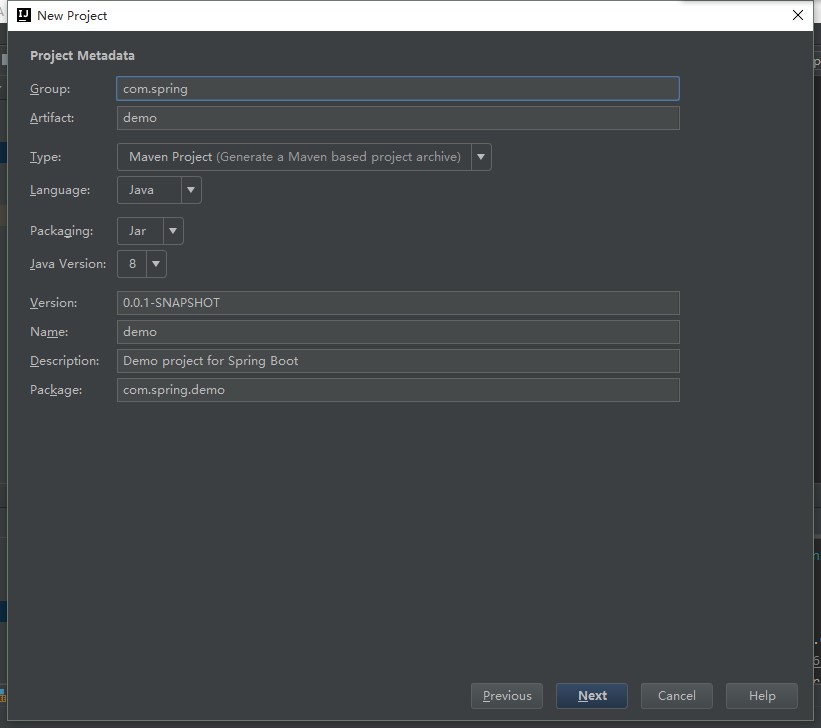 New Project
Project Metadata
Group: com.spring
Artifact: demo
Type: Maven Project (Generate a Maven based project archive)
Language: Java
Packaging: Jar
Java Version: 8
Version: 0.0.1-SNAPSHOT
Name: demo
Description: Demo project for Spring Boot
Package: com.spring.demo
Previous Next Cancel Help